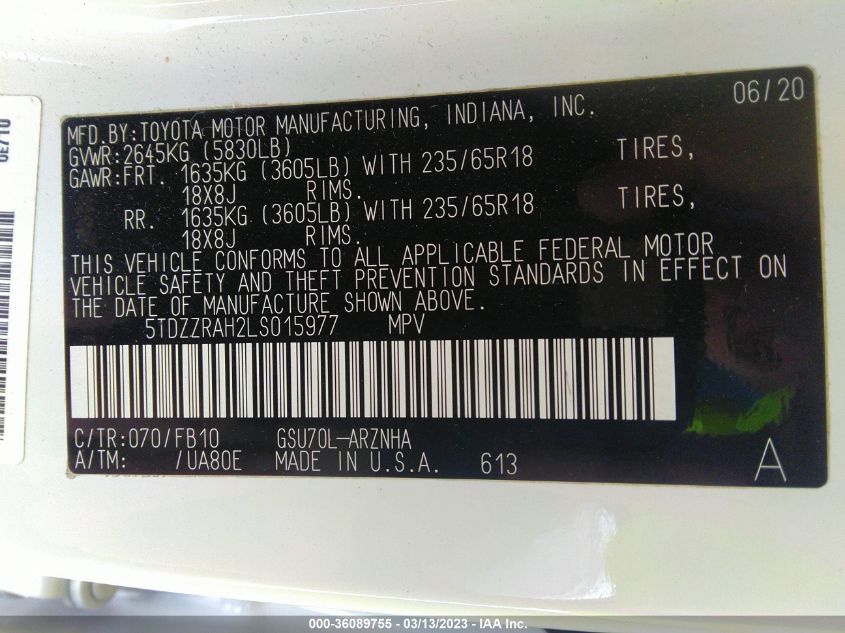 06/20
MFD.BY:TOYOTA MOTOR MANUFACTURING, INDIANA, INC.
GVWR:2645KG (5830LB)
GAWR:FRT. 1635KG (3605LB) WITH 235/65R18 TIRES,
18X8J RIMS.
RR. 1635KG (3605LB) WITH 235/65R18 TIRES,
18X8J RIMS.
THIS VEHICLE CONFORMS TO ALL APPLICABLE FEDERAL MOTOR
VEHICLE SAFETY AND THEFT PREVENTION STANDARDS IN EFFECT ON
THE DATE OF MANUFACTURE SHOWN ABOVE.
5TDZZRAH2LS015977 MPV
C/TR:070/FB10 GSU70L-ARZNHA
A/TM: /UA80E MADE IN U.S.A. 613
A
000-36089755 - 03/13/2023 - IAA Inc.